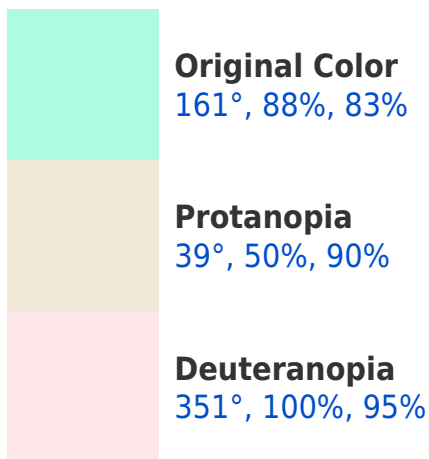 Original Color
161°, 88%, 83%
Protanopia
39°, 50%, 90%
Deuteranopia
351°, 100%, 95%